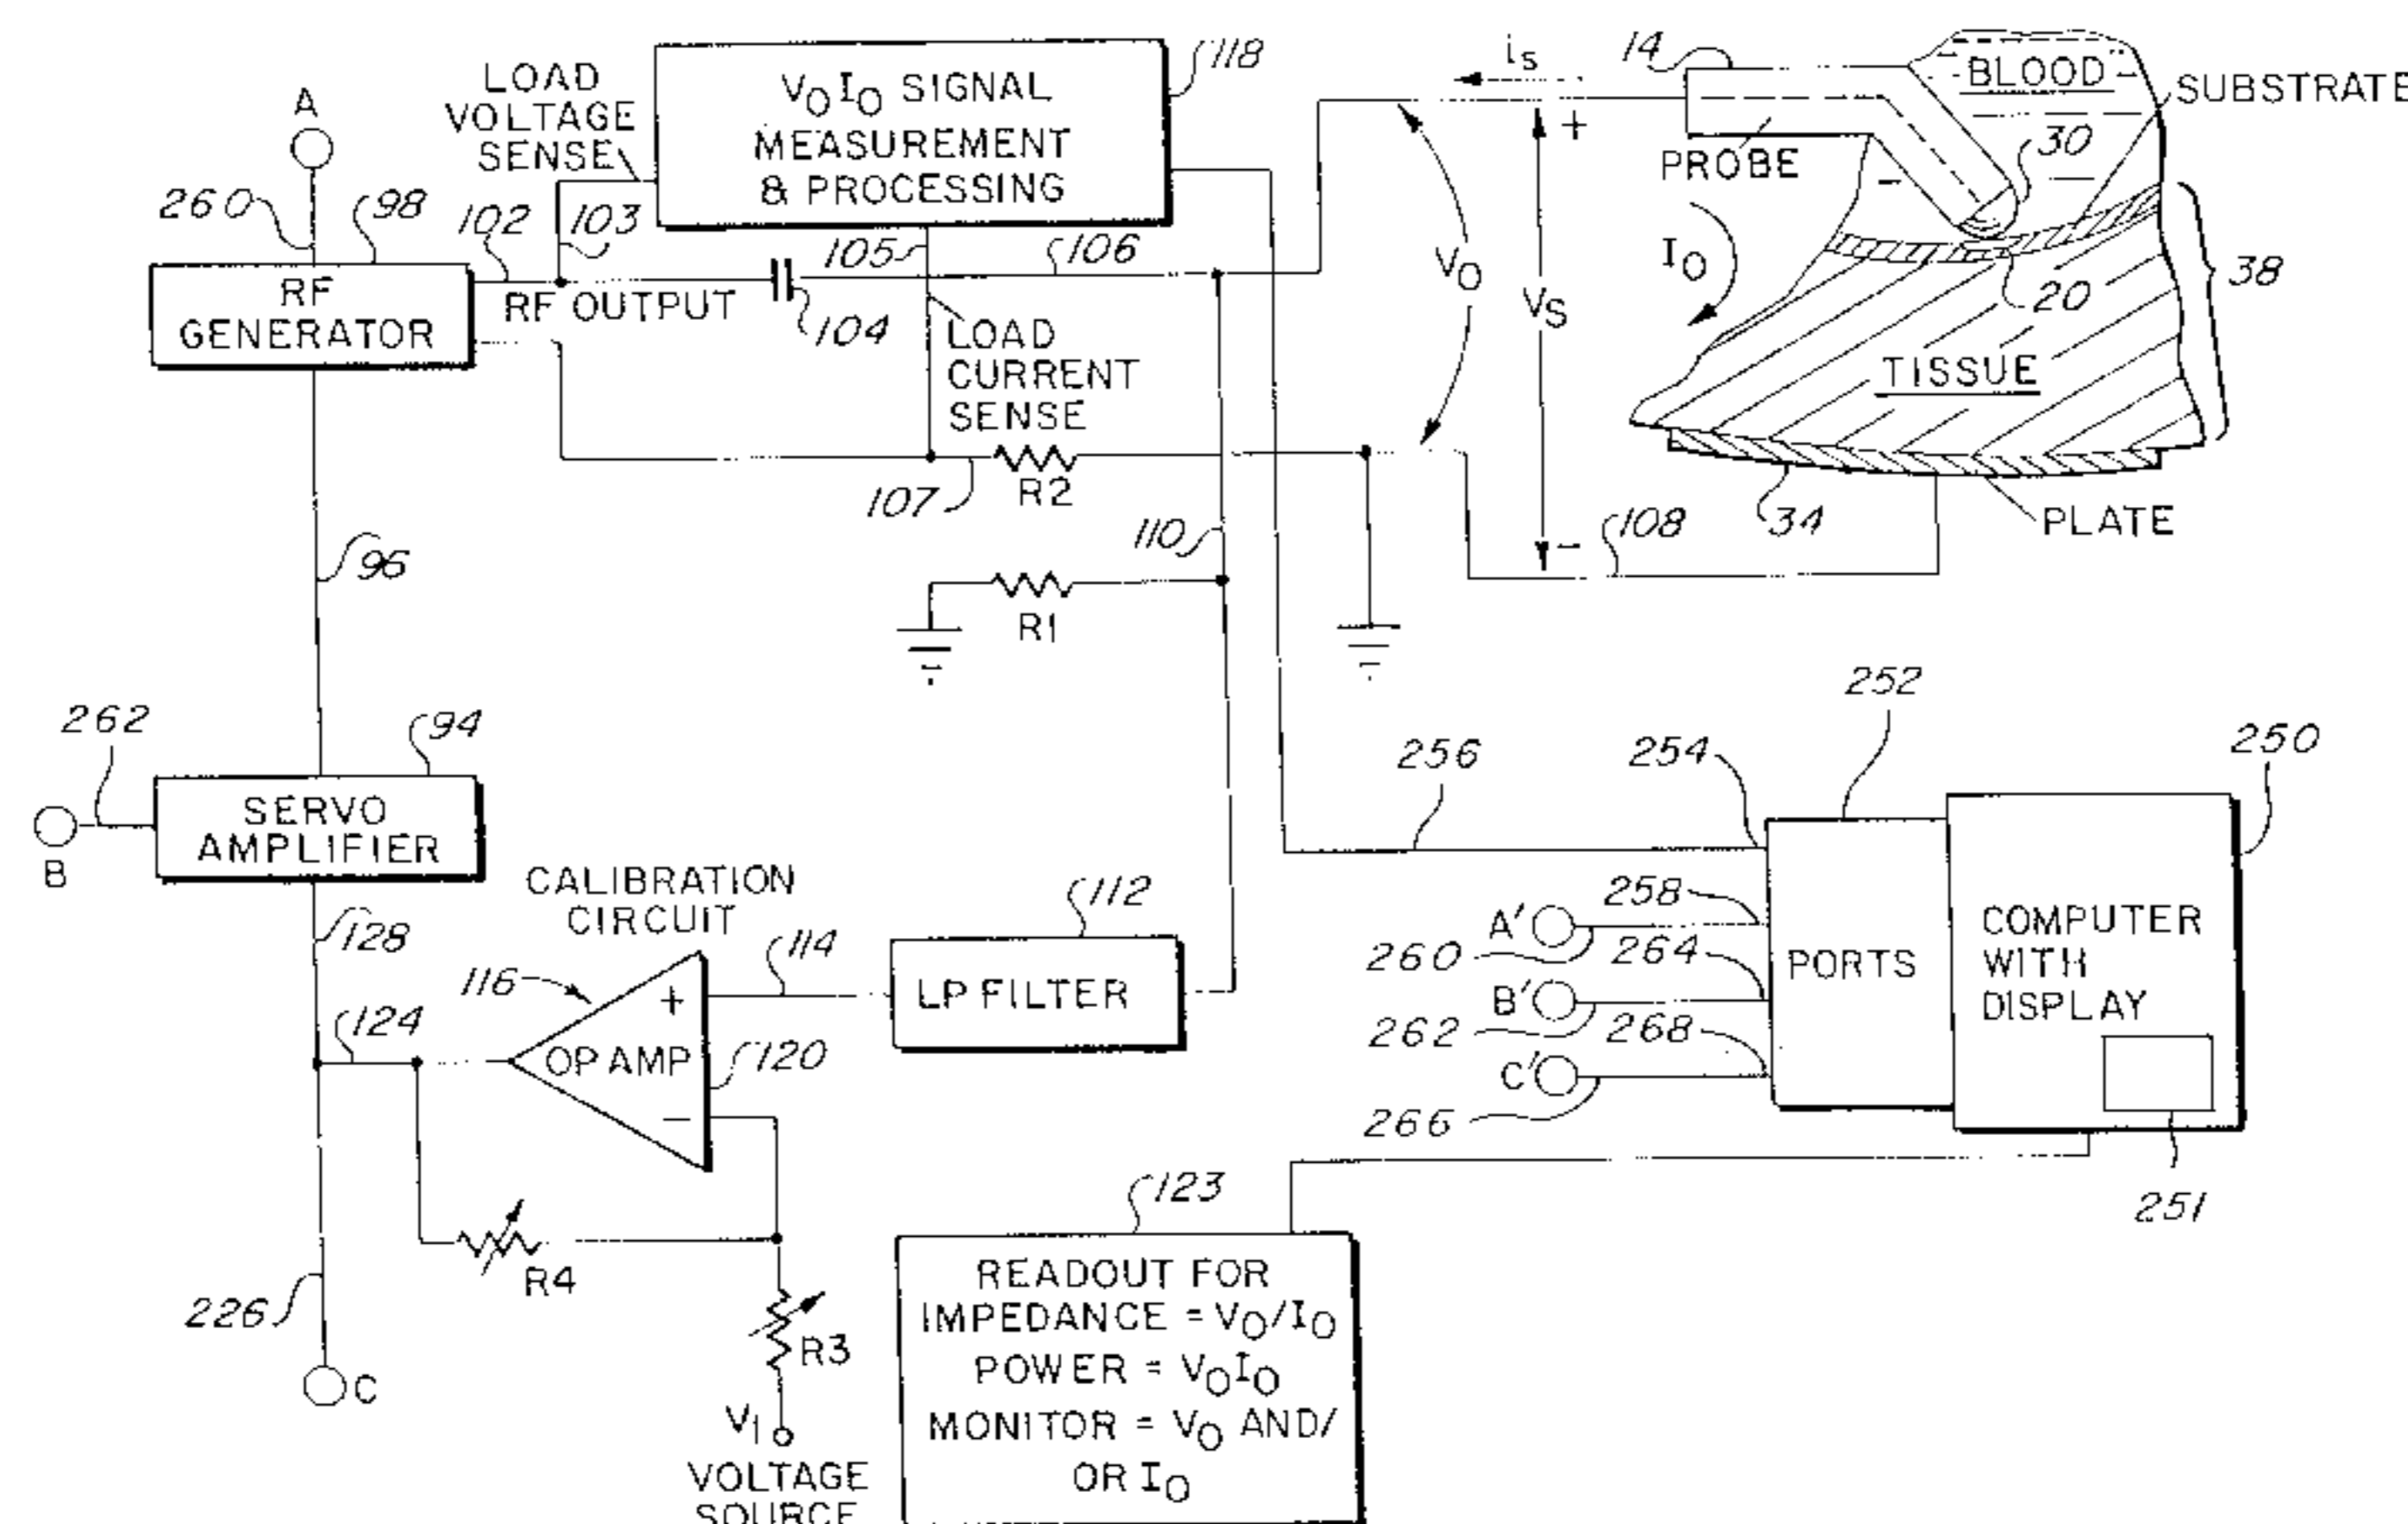 A
260
98
RF
GENERATOR
LOAD
VOLTAGE
SENSE
102
103
RF OUTPUT
104
V0I0 SIGNAL
MEASUREMENT
& PROCESSING
118
105
106
LOAD
CURRENT
SENSE
107
R2
110
R1
is
+
V0
VS
-
108
14
PROBE
BLOOD
SUBSTRATE
30
-
I0
20
38
TISSUE
34
PLATE
96
262
94
SERVO
AMPLIFIER
B
128
CALIBRATION
CIRCUIT
116
114
112
LP FILTER
+
OP AMP
120
-
124
R4
R3
226
C
V1
VOLTAGE
SOURCE
252
250
256
254
258
A'
260
264
B'
262
268
C'
266
PORTS
COMPUTER
WITH
DISPLAY
251
123
READOUT FOR
IMPEDANCE = V0/I0
POWER = V0I0
MONITOR = V0 AND/
OR I0